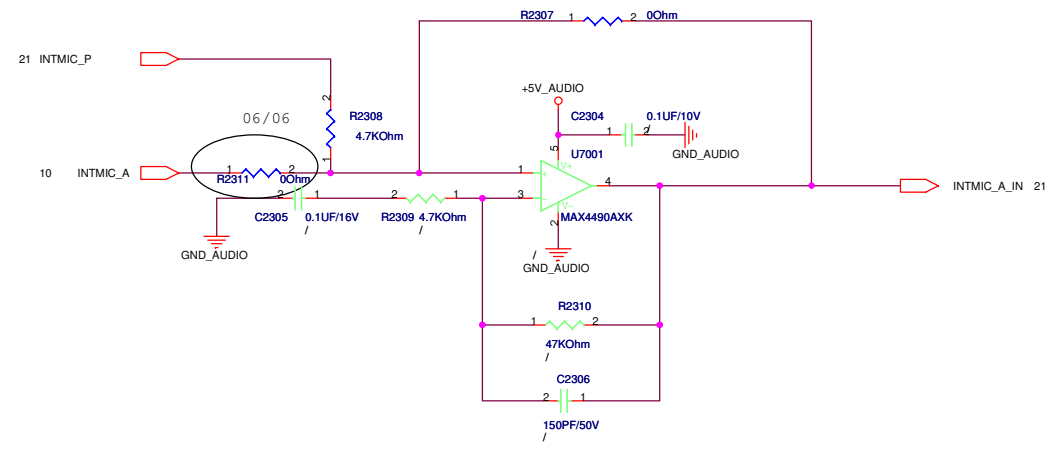 R2307 1 2 0Ohm
21 INTMIC_P
+5V_AUDIO
2 R2308 C2304 0.1UF/10V
06/06 4.7KOhm 1 2 /
5 U7001 GND_AUDIO
1
10 INTMIC_A 1 2 1 + V+
R2311 0Ohm 4 INTMIC_A_IN 21
2 1 2 1 3 - V-
C2305 0.1UF/16V R2309 4.7KOhm 2 MAX4490AXK
/ /
GND_AUDIO / GND_AUDIO
R2310
1 2
47KOhm
/
C2306
2 1
150PF/50V
/